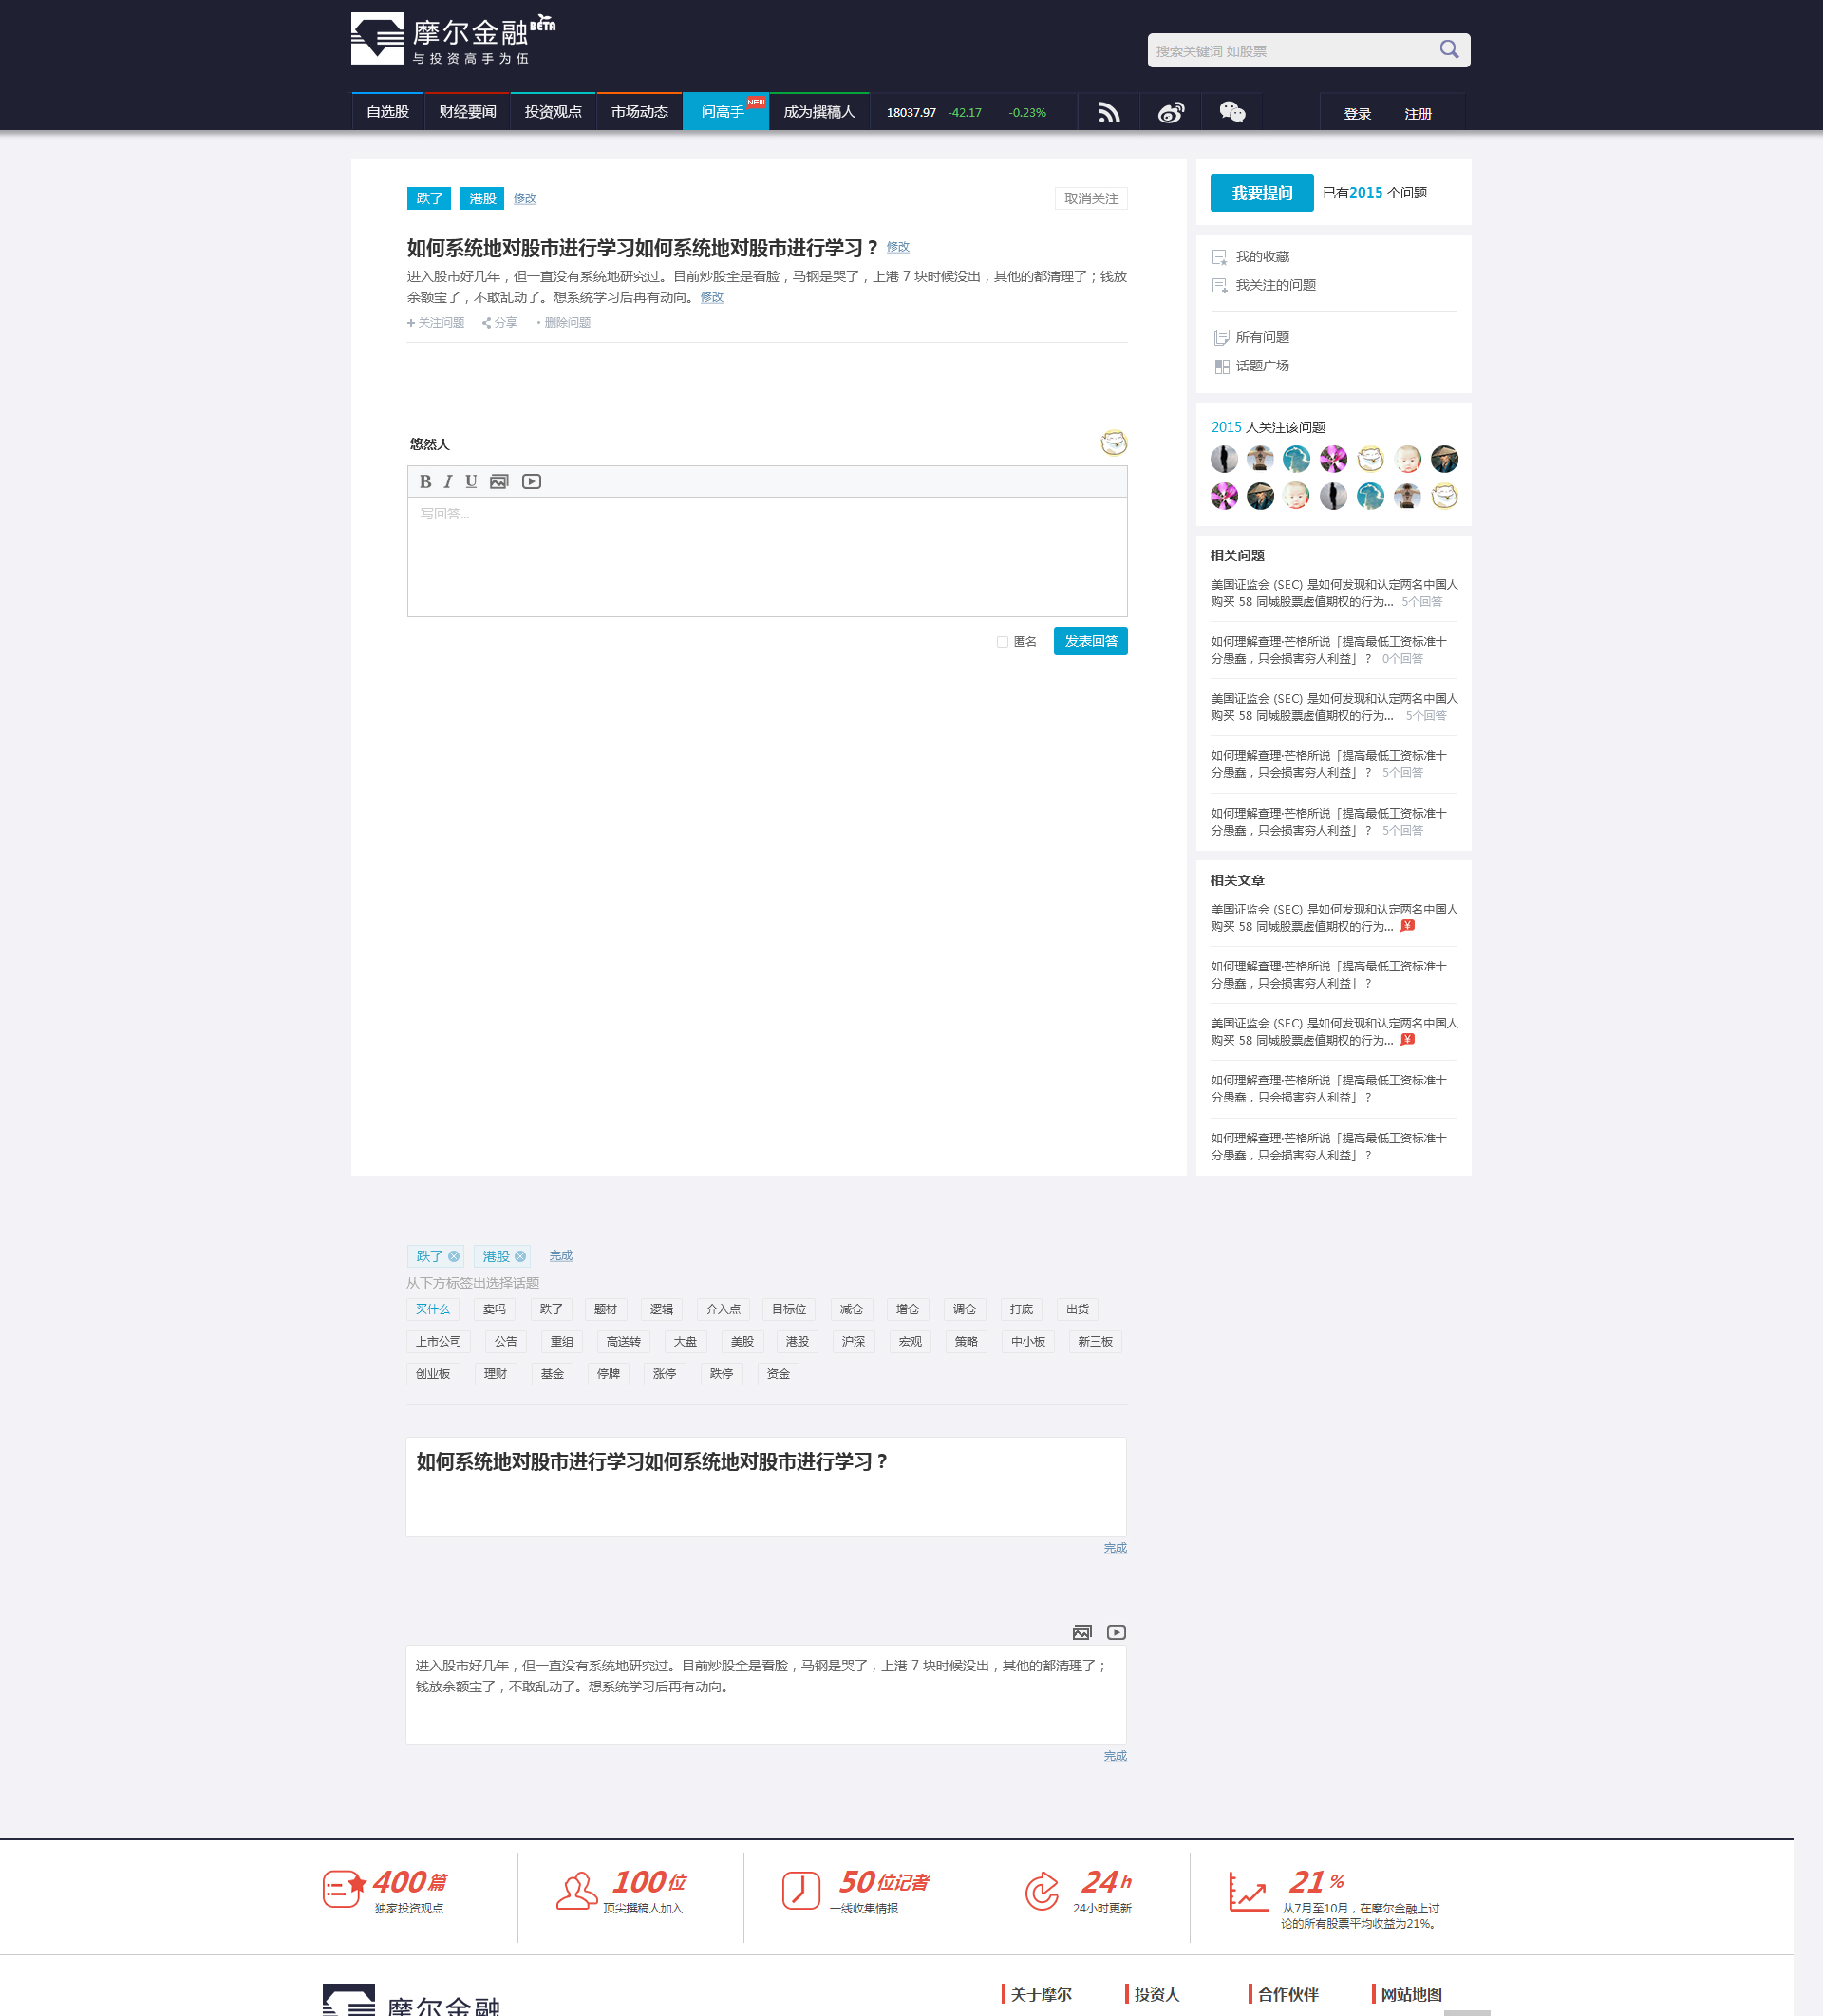 摩尔金融BETA
与投资高手为伍
搜索关键词 如股票
自选股 财经要闻 投资观点 市场动态 问高手 NEW 成为撰稿人 18037.97 -42.17 -0.23% 登录 注册
跌了 港股 修改 取消关注
如何系统地对股市进行学习如何系统地对股市进行学习？ 修改
进入股市好几年，但一直没有系统地研究过。目前炒股全是看脸，马钢是哭了，上港 7 块时候没出，其他的都清理了；钱放
余额宝了，不敢乱动了。想系统学习后再有动向。 修改
关注问题 分享 · 删除问题
悠然人
B I U
写回答...
匿名 发表回答
我要提问 已有2015 个问题
我的收藏
我关注的问题
所有问题
话题广场
2015 人关注该问题
相关问题
美国证监会 (SEC) 是如何发现和认定两名中国人
购买 58 同城股票虚值期权的行为... 5个回答
如何理解查理·芒格所说「提高最低工资标准十
分愚蠢，只会损害穷人利益」？ 0个回答
美国证监会 (SEC) 是如何发现和认定两名中国人
购买 58 同城股票虚值期权的行为... 5个回答
如何理解查理·芒格所说「提高最低工资标准十
分愚蠢，只会损害穷人利益」？ 5个回答
如何理解查理·芒格所说「提高最低工资标准十
分愚蠢，只会损害穷人利益」？ 5个回答
相关文章
美国证监会 (SEC) 是如何发现和认定两名中国人
购买 58 同城股票虚值期权的行为... ¥
如何理解查理·芒格所说「提高最低工资标准十
分愚蠢，只会损害穷人利益」？
美国证监会 (SEC) 是如何发现和认定两名中国人
购买 58 同城股票虚值期权的行为... ¥
如何理解查理·芒格所说「提高最低工资标准十
分愚蠢，只会损害穷人利益」？
如何理解查理·芒格所说「提高最低工资标准十
分愚蠢，只会损害穷人利益」？
跌了 港股 完成
从下方标签出选择话题
买什么 卖吗 跌了 题材 逻辑 介入点 目标位 减仓 增仓 调仓 打底 出货
上市公司 公告 重组 高送转 大盘 美股 港股 沪深 宏观 策略 中小板 新三板
创业板 理财 基金 停牌 涨停 跌停 资金
如何系统地对股市进行学习如何系统地对股市进行学习？
完成
进入股市好几年，但一直没有系统地研究过。目前炒股全是看脸，马钢是哭了，上港 7 块时候没出，其他的都清理了；
钱放余额宝了，不敢乱动了。想系统学习后再有动向。
完成
400 篇
独家投资观点
100 位
顶尖撰稿人加入
50 位记者
一线收集情报
24 h
24小时更新
21 %
从7月至10月，在摩尔金融上讨
论的所有股票平均收益为21%。
摩尔金融
关于摩尔 投资人 合作伙伴 网站地图